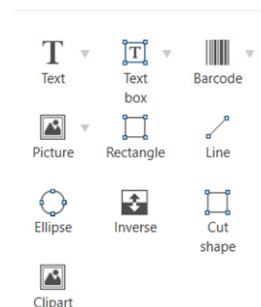 T
T
Text
Text
box
Barcode
Picture
Rectangle
Line
Ellipse
Inverse
Cut
shape
Clipart